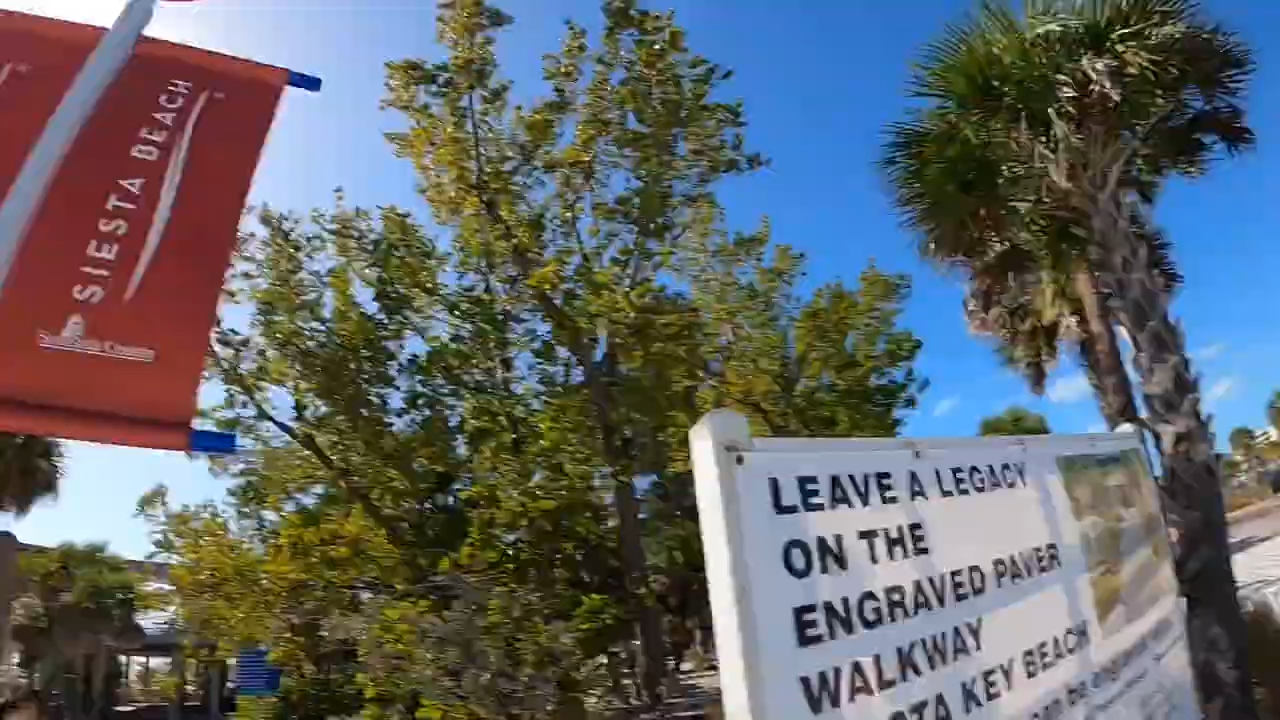 SIESTA BEACH
LEAVE A LEGACY
ON THE
ENGRAVED PAVER
WALKWAY
KEY BEACH